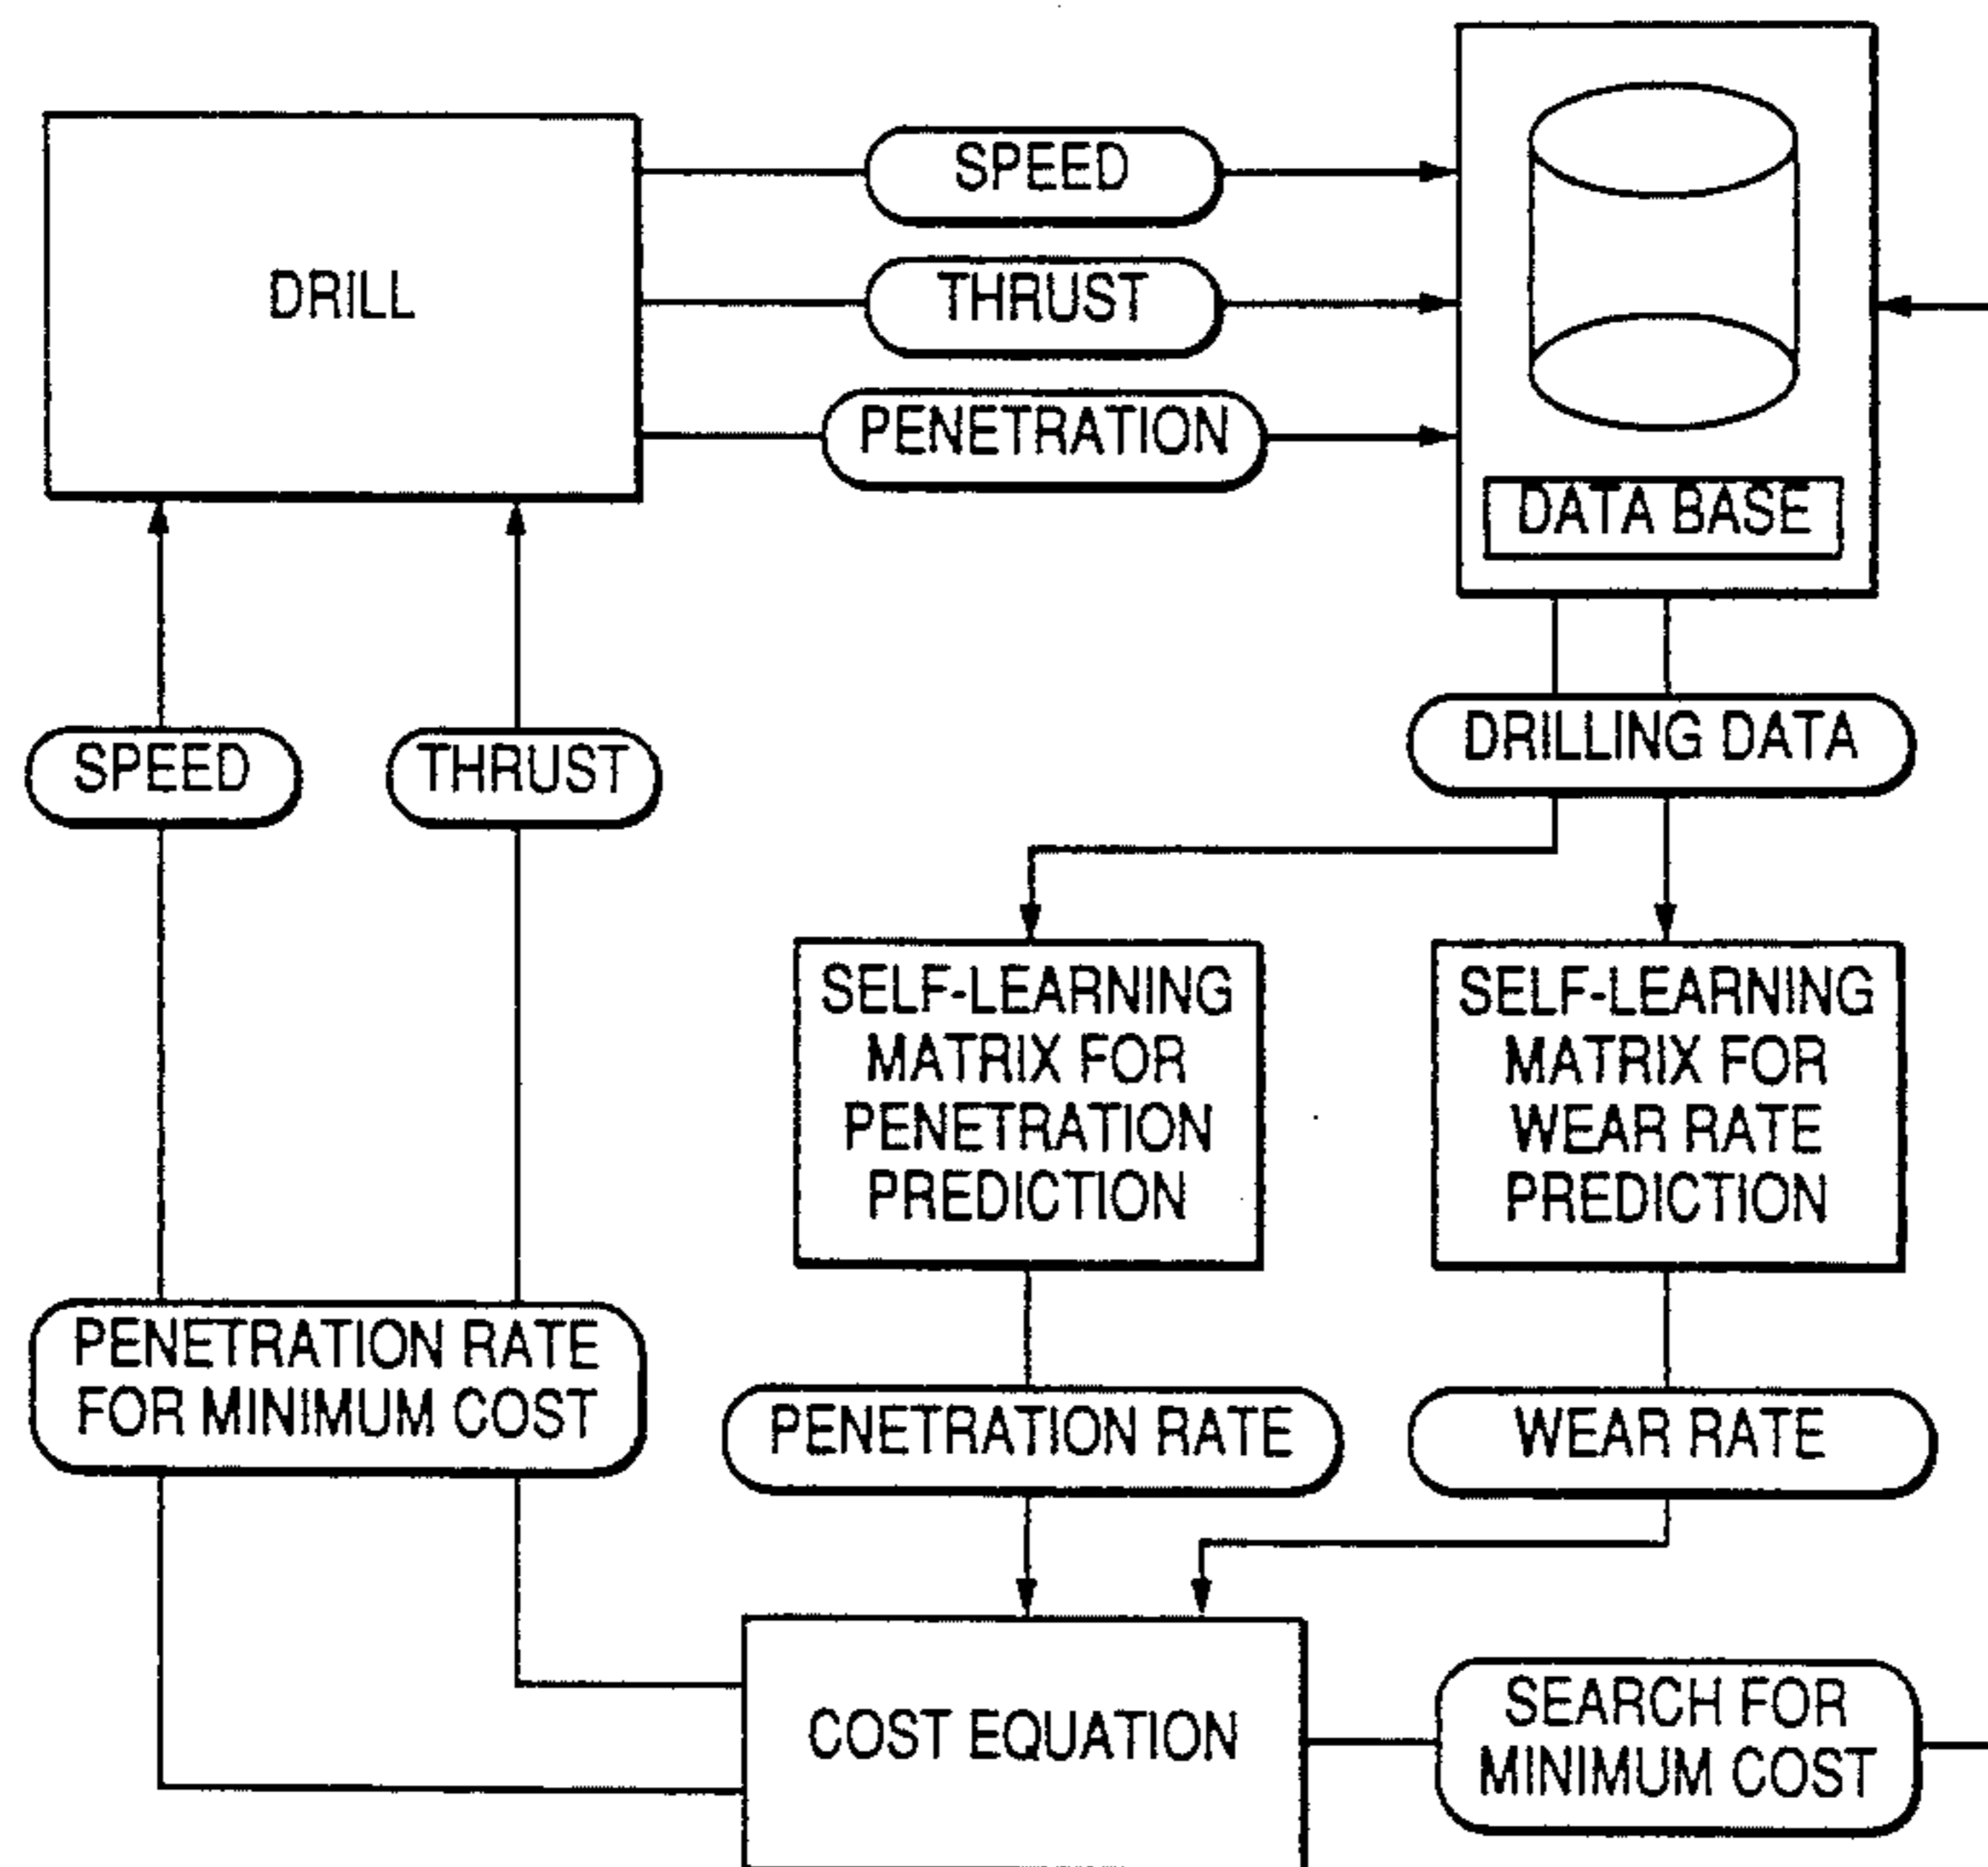 SPEED
DRILL
THRUST
PENETRATION
DATA BASE
SPEED
THRUST
DRILLING DATA
SELF-LEARNING
MATRIX FOR
PENETRATION
PREDICTION
SELF-LEARNING
MATRIX FOR
WEAR RATE
PREDICTION
PENETRATION RATE
FOR MINIMUM COST
PENETRATION RATE
WEAR RATE
COST EQUATION
SEARCH FOR
MINIMUM COST